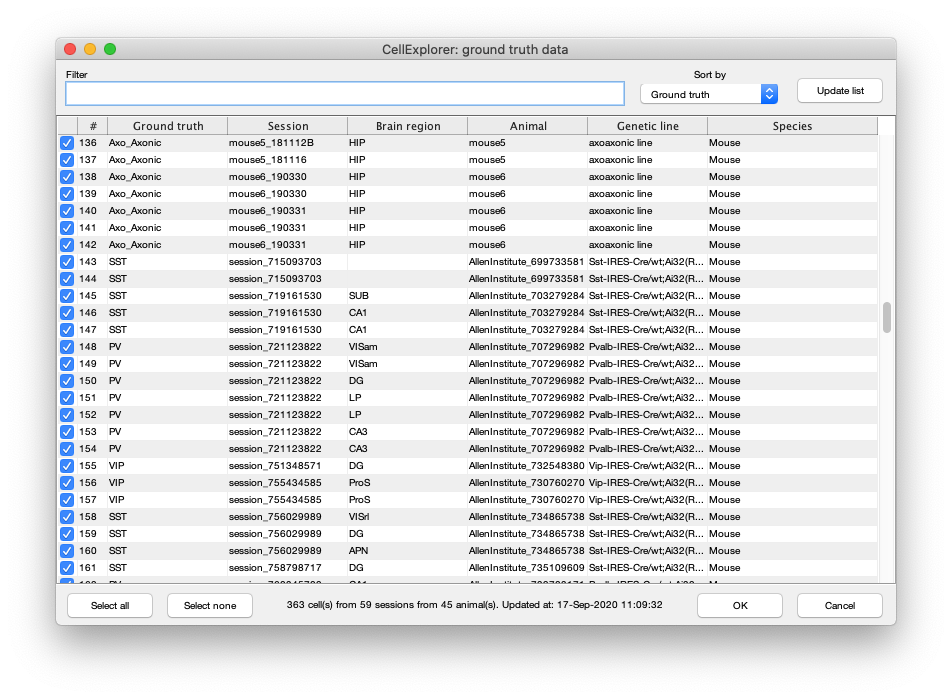 CellExplorer: ground truth data
Filter
Sort by
Ground truth
Update list
# Ground truth Session Brain region Animal Genetic line Species
136 Axo_Axonic mouse5_181112B HIP mouse5 axoaxonic line Mouse
137 Axo_Axonic mouse5_181116 HIP mouse5 axoaxonic line Mouse
138 Axo_Axonic mouse6_190330 HIP mouse6 axoaxonic line Mouse
139 Axo_Axonic mouse6_190330 HIP mouse6 axoaxonic line Mouse
140 Axo_Axonic mouse6_190331 HIP mouse6 axoaxonic line Mouse
141 Axo_Axonic mouse6_190331 HIP mouse6 axoaxonic line Mouse
142 Axo_Axonic mouse6_190331 HIP mouse6 axoaxonic line Mouse
143 SST session_715093703 AllenInstitute_699733581 Sst-IRES-Cre/wt;Ai32(R... Mouse
144 SST session_715093703 AllenInstitute_699733581 Sst-IRES-Cre/wt;Ai32(R... Mouse
145 SST session_719161530 SUB AllenInstitute_703279284 Sst-IRES-Cre/wt;Ai32(R... Mouse
146 SST session_719161530 CA1 AllenInstitute_703279284 Sst-IRES-Cre/wt;Ai32(R... Mouse
147 SST session_719161530 CA1 AllenInstitute_703279284 Sst-IRES-Cre/wt;Ai32(R... Mouse
148 PV session_721123822 VISam AllenInstitute_707296982 Pvalb-IRES-Cre/wt;Ai32... Mouse
149 PV session_721123822 VISam AllenInstitute_707296982 Pvalb-IRES-Cre/wt;Ai32... Mouse
150 PV session_721123822 DG AllenInstitute_707296982 Pvalb-IRES-Cre/wt;Ai32... Mouse
151 PV session_721123822 LP AllenInstitute_707296982 Pvalb-IRES-Cre/wt;Ai32... Mouse
152 PV session_721123822 LP AllenInstitute_707296982 Pvalb-IRES-Cre/wt;Ai32... Mouse
153 PV session_721123822 CA3 AllenInstitute_707296982 Pvalb-IRES-Cre/wt;Ai32... Mouse
154 PV session_721123822 CA3 AllenInstitute_707296982 Pvalb-IRES-Cre/wt;Ai32... Mouse
155 VIP session_751348571 DG AllenInstitute_732548380 Vip-IRES-Cre/wt;Ai32(R... Mouse
156 VIP session_755434585 ProS AllenInstitute_730760270 Vip-IRES-Cre/wt;Ai32(R... Mouse
157 VIP session_755434585 ProS AllenInstitute_730760270 Vip-IRES-Cre/wt;Ai32(R... Mouse
158 SST session_756029989 VISrl AllenInstitute_734865738 Sst-IRES-Cre/wt;Ai32(R... Mouse
159 SST session_756029989 DG AllenInstitute_734865738 Sst-IRES-Cre/wt;Ai32(R... Mouse
160 SST session_756029989 APN AllenInstitute_734865738 Sst-IRES-Cre/wt;Ai32(R... Mouse
161 SST session_758798717 DG AllenInstitute_735109609 Sst-IRES-Cre/wt;Ai32(R... Mouse
Select all
Select none
363 cell(s) from 59 sessions from 45 animal(s). Updated at: 17-Sep-2020 11:09:32
OK
Cancel